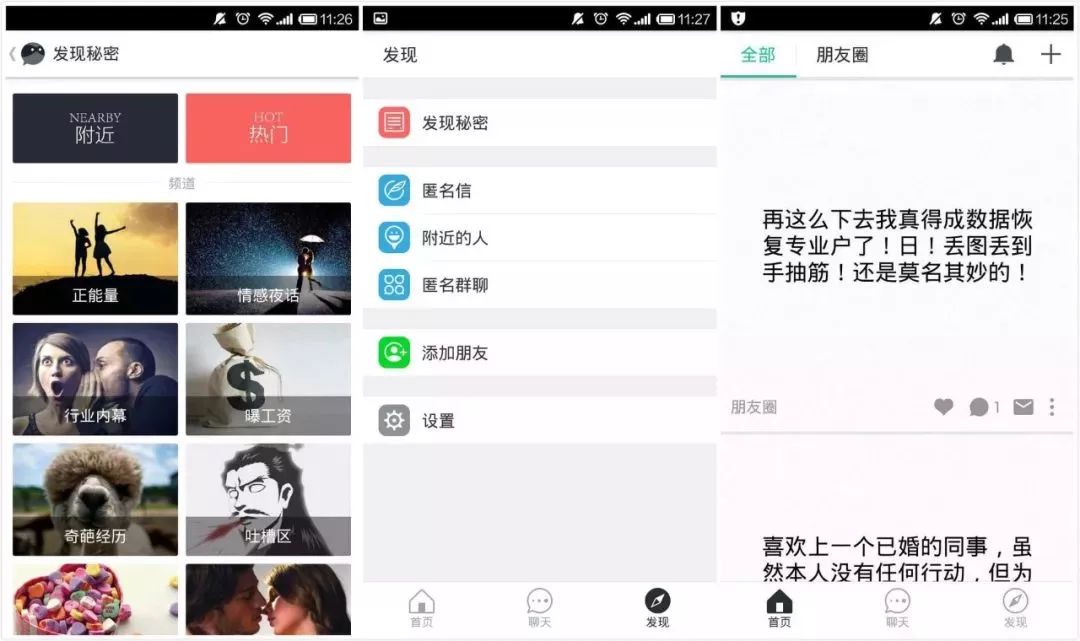 11:26
发现秘密
NEARBY
附近
HOT
热门
频道
正能量
情感夜话
行业内幕
曝工资
奇葩经历
吐槽区
11:27
发现
发现秘密
匿名信
附近的人
匿名群聊
添加朋友
设置
首页
聊天
发现
11:25
全部
朋友圈
再这么下去我真得成数据恢
复专业户了！日！丢图丢到
手抽筋！还是莫名其妙的！
朋友圈
1
喜欢上一个已婚的同事，虽
然本人没有任何行动，但为
首页
聊天
发现